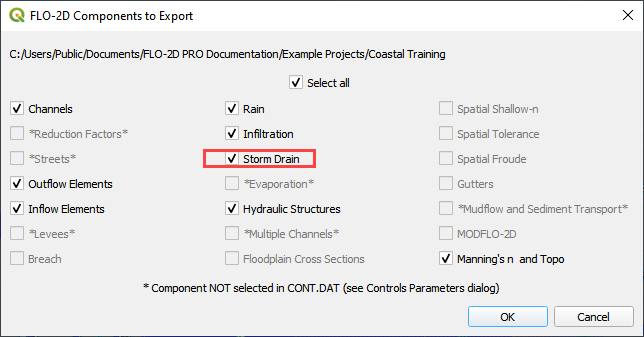 FLO-2D Components to Export
C:/Users/Public/Documents/FLO-2D PRO Documentation/Example Projects/Coastal Training
Select all
Channels Rain Spatial Shallow-n
*Reduction Factors* Infiltration Spatial Tolerance
*Streets* Storm Drain Spatial Froude
Outflow Elements *Evaporation* Gutters
Inflow Elements Hydraulic Structures *Mudflow and Sediment Transport*
*Levees* *Multiple Channels* MODFLO-2D
Breach Floodplain Cross Sections Manning's n and Topo
* Component NOT selected in CONT.DAT (see Controls Parameters dialog)
OK Cancel